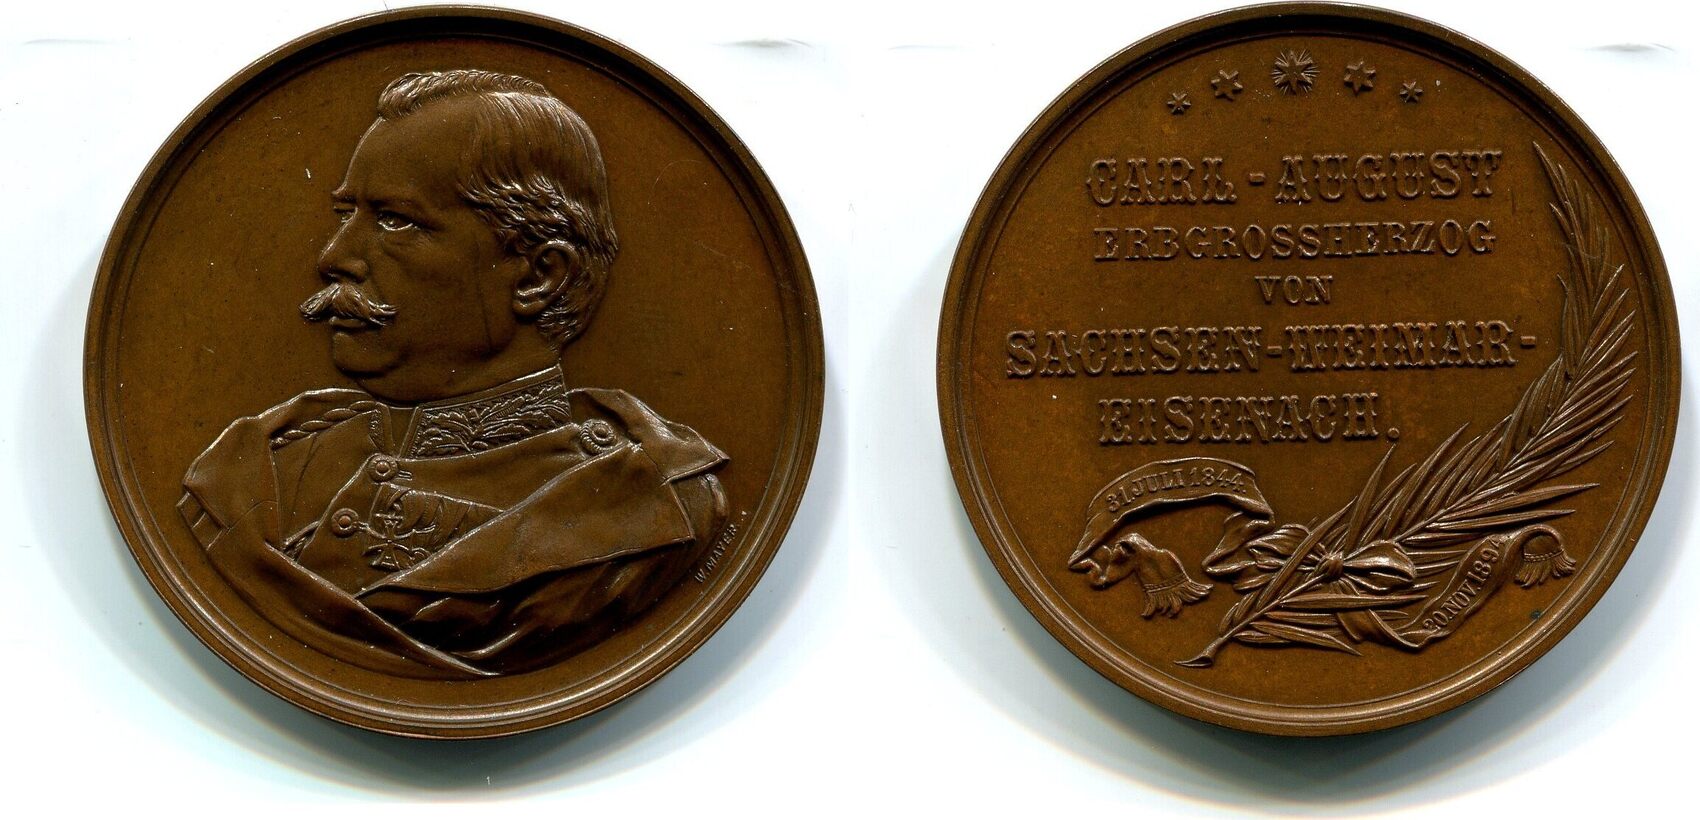 W. MAYER.
CARL-AUGUST
ERBGROSSHERZOG
VON
SACHSEN-WEIMAR-
EISENACH.
31. JULI 1844.
20. NOV. 1894